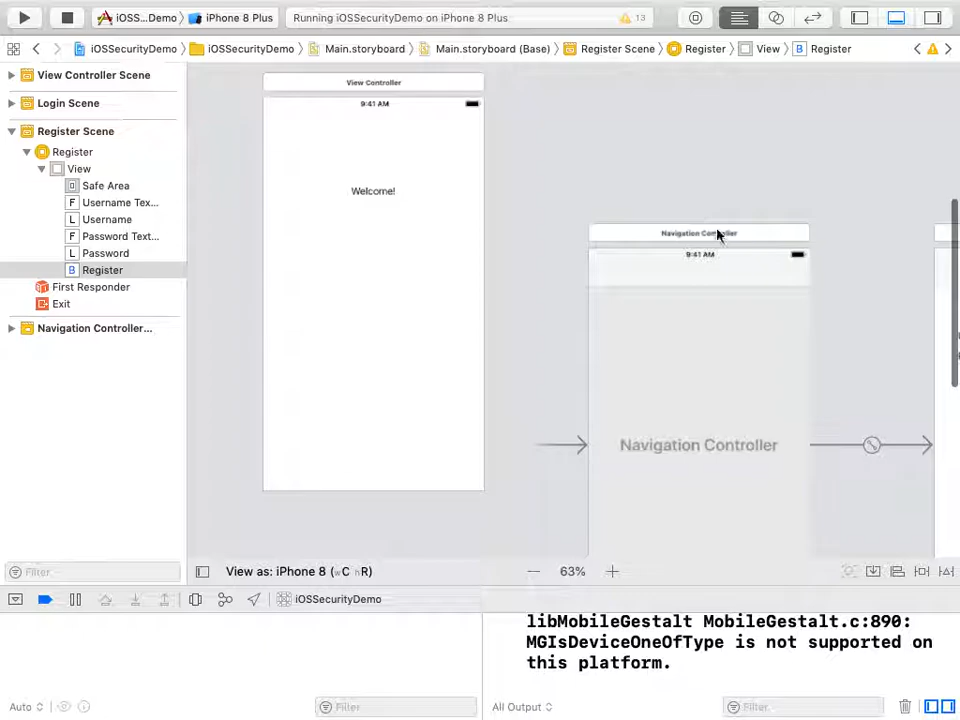 iOSS...Demo 〉 iPhone 8 Plus
Running iOSSecurityDemo on iPhone 8 Plus
13
iOSSecurityDemo 〉 iOSSecurityDemo 〉 Main.storyboard 〉 Main.storyboard (Base) 〉 Register Scene 〉 Register 〉 View 〉 B Register
View Controller Scene
Login Scene
Register Scene
Register
View
Safe Area
F Username Tex...
L Username
F Password Text...
L Password
B Register
First Responder
Exit
Navigation Controller...
View Controller
9:41 AM
Welcome!
Navigation Controller
9:41 AM
Navigation Controller
Filter
View as: iPhone 8 (wC hR)
63%
iOSSecurityDemo
libMobileGestalt MobileGestalt.c:890:
MGIsDeviceOneOfType is not supported on
this platform.
Auto
Filter
All Output
Filter